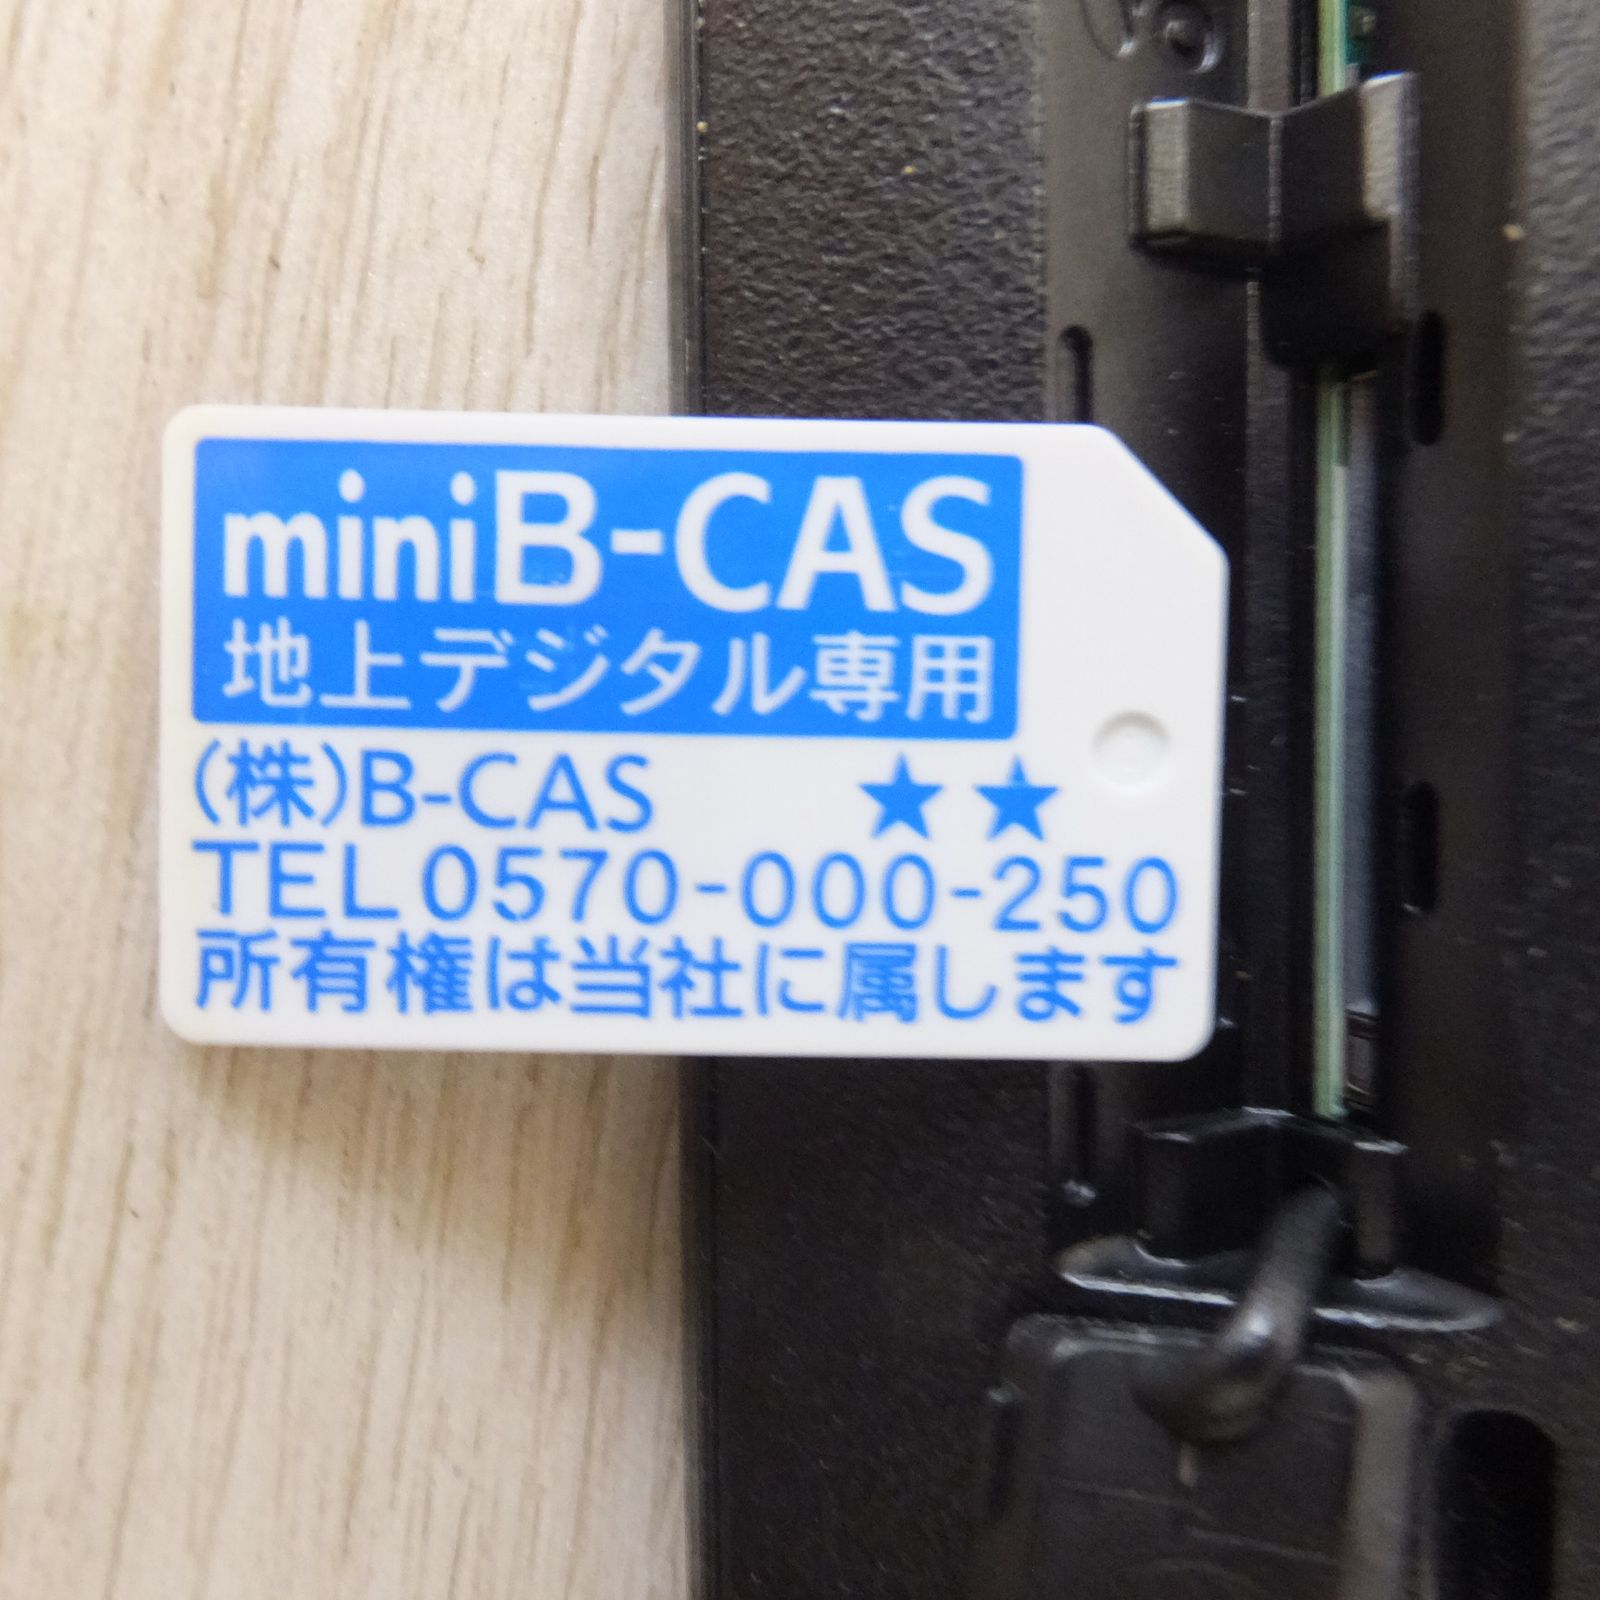 miniB-CAS
地上デジタル専用
(株)B-CAS ★★
TEL 0570-000-250
所有権は当社に属します